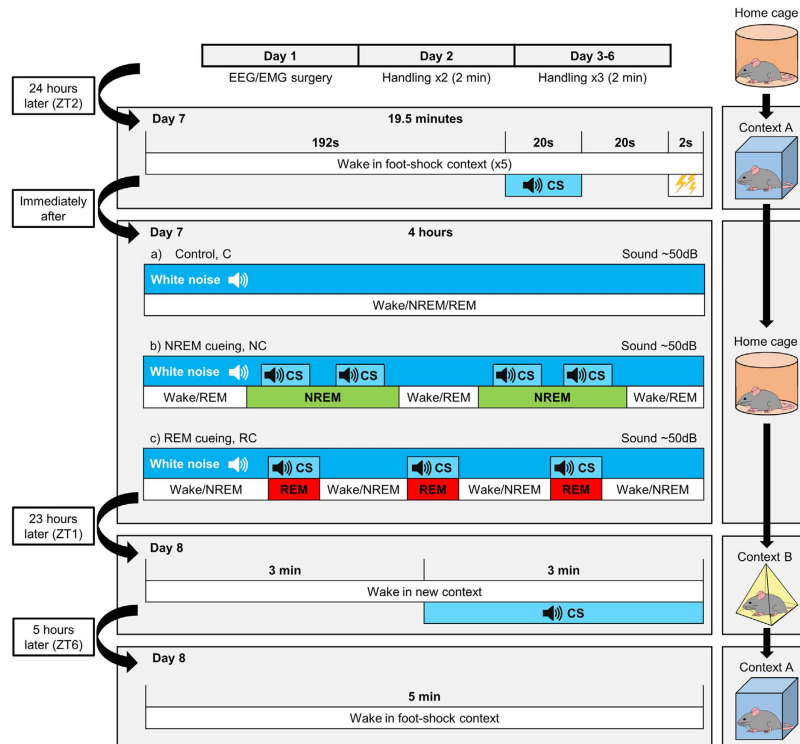 Home cage
Day 1
Day 2
Day 3-6
EEG/EMG surgery
Handling x2 (2 min)
Handling x3 (2 min)
24 hours
later (ZT2)
Day 7
19.5 minutes
Context A
192s
20s
20s
2s
Wake in foot-shock context (x5)
CS
Immediately
after
Day 7
4 hours
a) Control, C
Sound ~50dB
White noise
Wake/NREM/REM
b) NREM cueing, NC
Sound ~50dB
Home cage
White noise
CS
CS
CS
CS
Wake/REM
NREM
Wake/REM
NREM
Wake/REM
c) REM cueing, RC
Sound ~50dB
White noise
CS
CS
CS
Wake/NREM
REM
Wake/NREM
REM
Wake/NREM
REM
Wake/NREM
23 hours
later (ZT1)
Day 8
Context B
3 min
3 min
Wake in new context
CS
5 hours
later (ZT6)
Day 8
Context A
5 min
Wake in foot-shock context